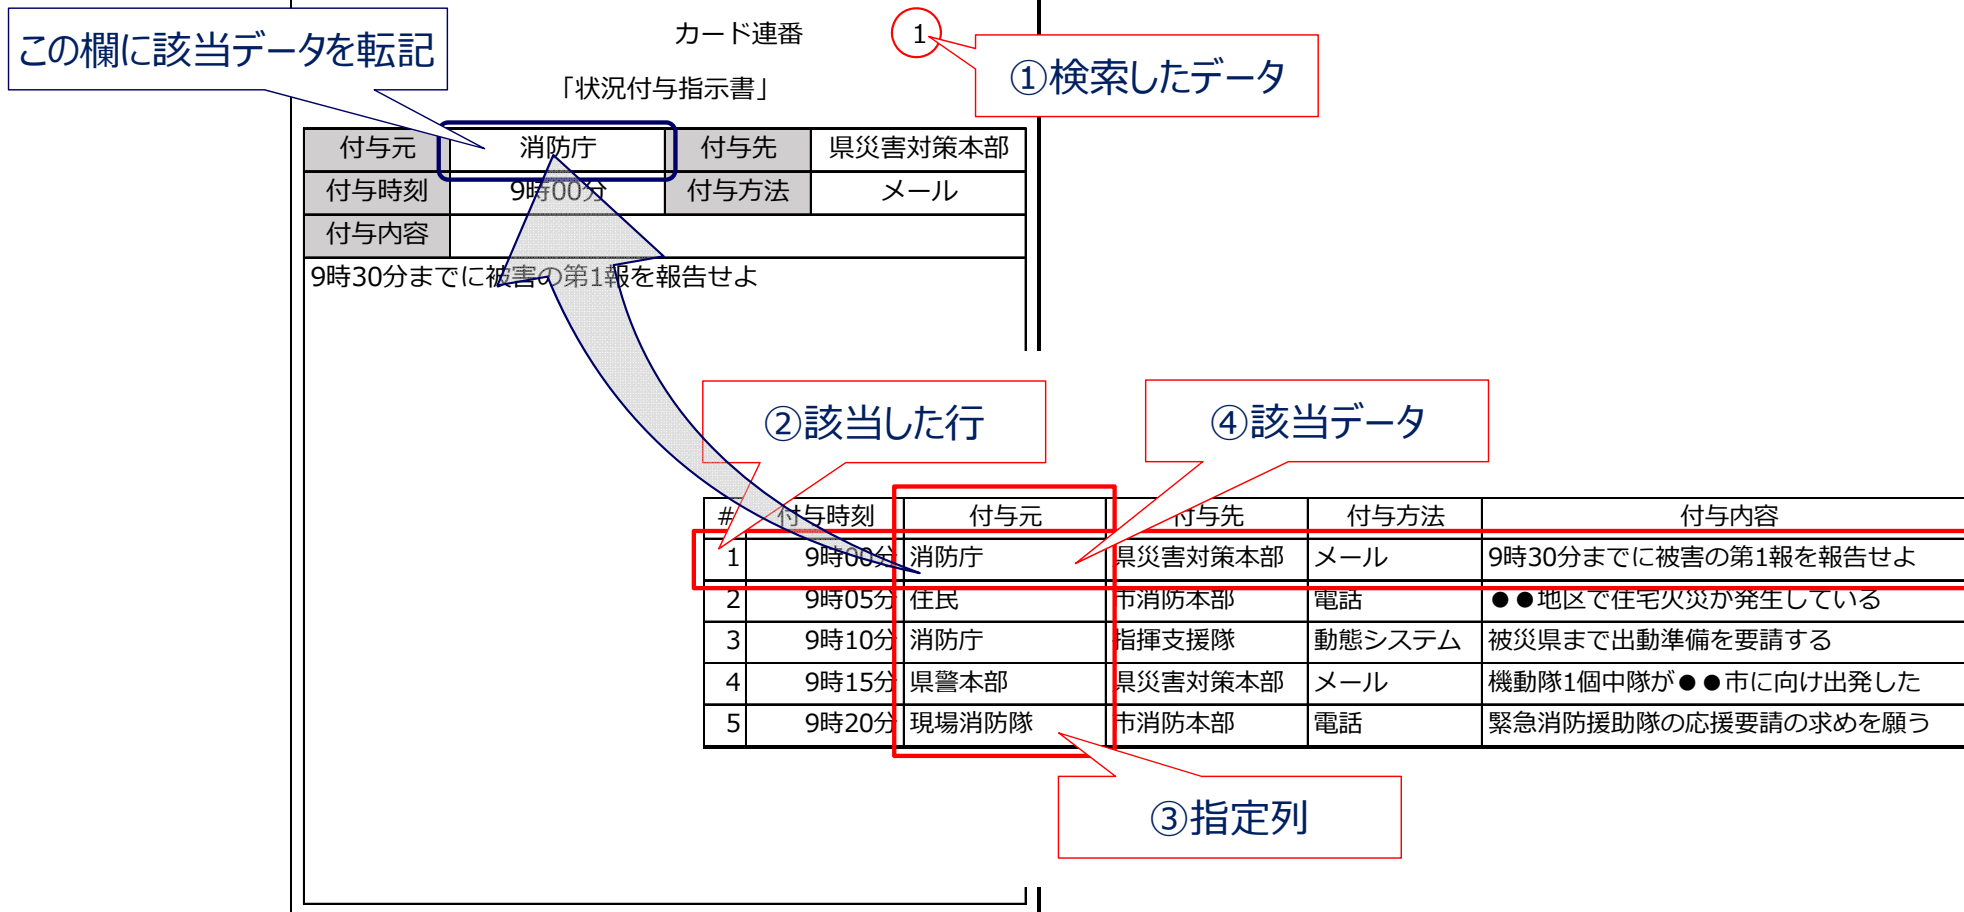 この欄に該当データを転記
カード連番 1
①検索したデータ
「状況付与指示書」
付与元 消防庁 付与先 県災害対策本部
付与時刻 9時00分 付与方法 メール
付与内容
9時30分までに被害の第1報を報告せよ
②該当した行
④該当データ
# 付与時刻 付与元 付与先 付与方法 付与内容
1 9時00分 消防庁 県災害対策本部 メール 9時30分までに被害の第1報を報告せよ
2 9時05分 住民 市消防本部 電話 ●●地区で住宅火災が発生している
3 9時10分 消防庁 指揮支援隊 動態システム 被災県まで出動準備を要請する
4 9時15分 県警本部 県災害対策本部 メール 機動隊1個中隊が●●市に向け出発した
5 9時20分 現場消防隊 市消防本部 電話 緊急消防援助隊の応援要請の求めを願う
③指定列